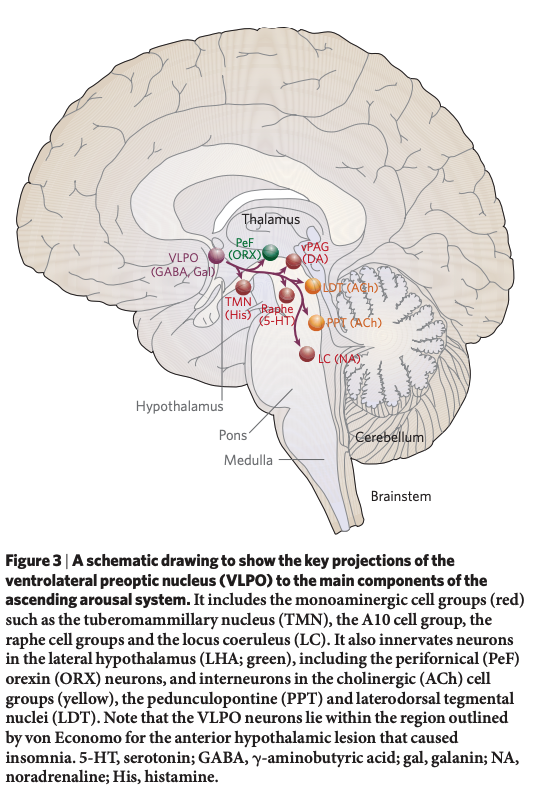 Thalamus
PeF
(ORX)
vPAG
(DA)
VLPO
(GABA, Gal)
LDT (ACh)
TMN
(His)
Raphe
(5-HT)
PPT (ACh)
LC (NA)
Hypothalamus
Pons
Cerebellum
Medulla
Brainstem
Figure 3 | A schematic drawing to show the key projections of the
ventrolateral preoptic nucleus (VLPO) to the main components of the
ascending arousal system. It includes the monoaminergic cell groups (red)
such as the tuberomammillary nucleus (TMN), the A10 cell group, the
raphe cell groups and the locus coeruleus (LC). It also innervates neurons
in the lateral hypothalamus (LHA; green), including the perifornical (PeF)
orexin (ORX) neurons, and interneurons in the cholinergic (ACh) cell
groups (yellow), the pedunculopontine (PPT) and laterodorsal tegmental
nuclei (LDT). Note that the VLPO neurons lie within the region outlined
by von Economo for the anterior hypothalamic lesion that caused
insomnia. 5-HT, serotonin; GABA, γ-aminobutyric acid; gal, galanin; NA,
noradrenaline; His, histamine.